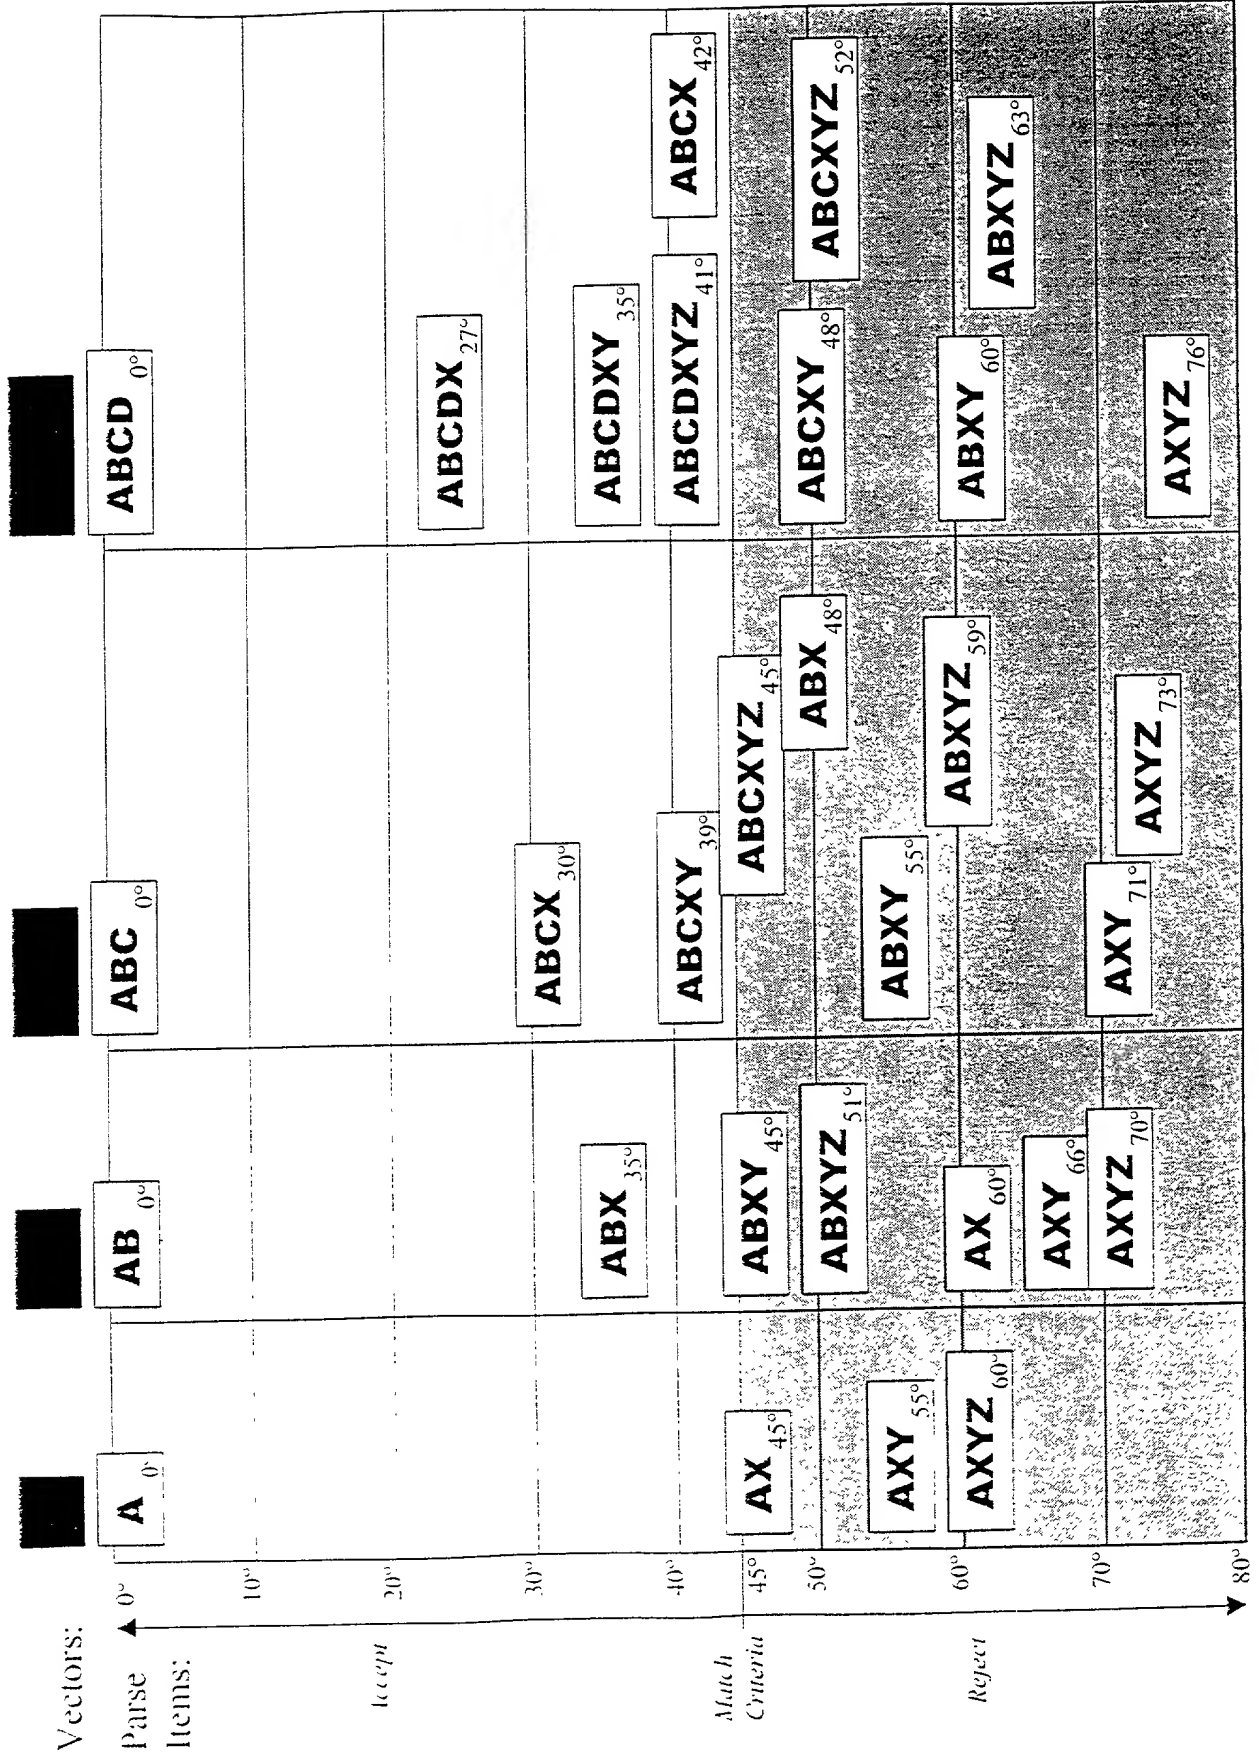 Vectors:
Parse
Items:
0°
10°
20°
30°
40°
45°
50°
60°
70°
80°
Accept
Match
Criteria
Reject
A 0°
AX 45°
AXY 55°
AXYZ 60°
AB 0°
ABX 35°
ABXY 45°
ABXYZ 51°
AX 60°
AXY 66°
AXYZ 70°
ABC 0°
ABCX 30°
ABCXY 39°
ABCXYZ 45°
ABX 48°
ABXY 55°
ABXYZ 59°
AXY 71°
AXYZ 73°
ABCD 0°
ABCDX 27°
ABCDXY 35°
ABCDXYZ 41°
ABCX 42°
ABCXY 48°
ABCXYZ 52°
ABXY 60°
ABXYZ 63°
AXYZ 76°